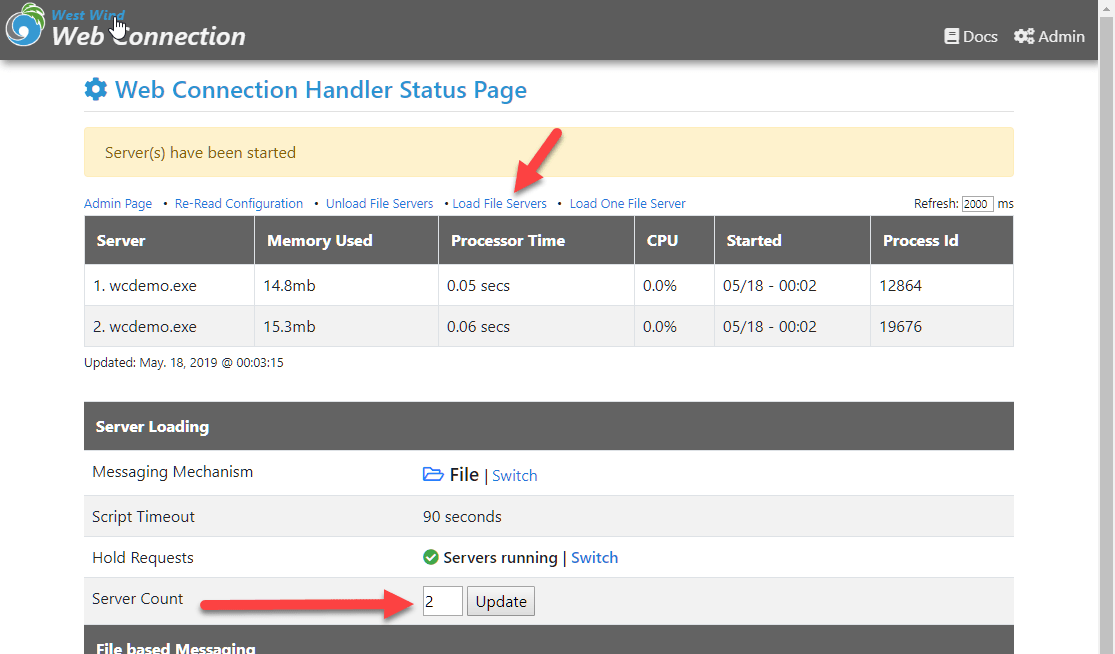 West Wind
Web Connection
Docs Admin
Web Connection Handler Status Page
Server(s) have been started
Admin Page • Re-Read Configuration • Unload File Servers • Load File Servers • Load One File Server Refresh: 2000 ms
Server Memory Used Processor Time CPU Started Process Id
1. wcdemo.exe 14.8mb 0.05 secs 0.0% 05/18 - 00:02 12864
2. wcdemo.exe 15.3mb 0.06 secs 0.0% 05/18 - 00:02 19676
Updated: May. 18, 2019 @ 00:03:15
Server Loading
Messaging Mechanism File | Switch
Script Timeout 90 seconds
Hold Requests Servers running | Switch
Server Count 2 Update
File based Messaging